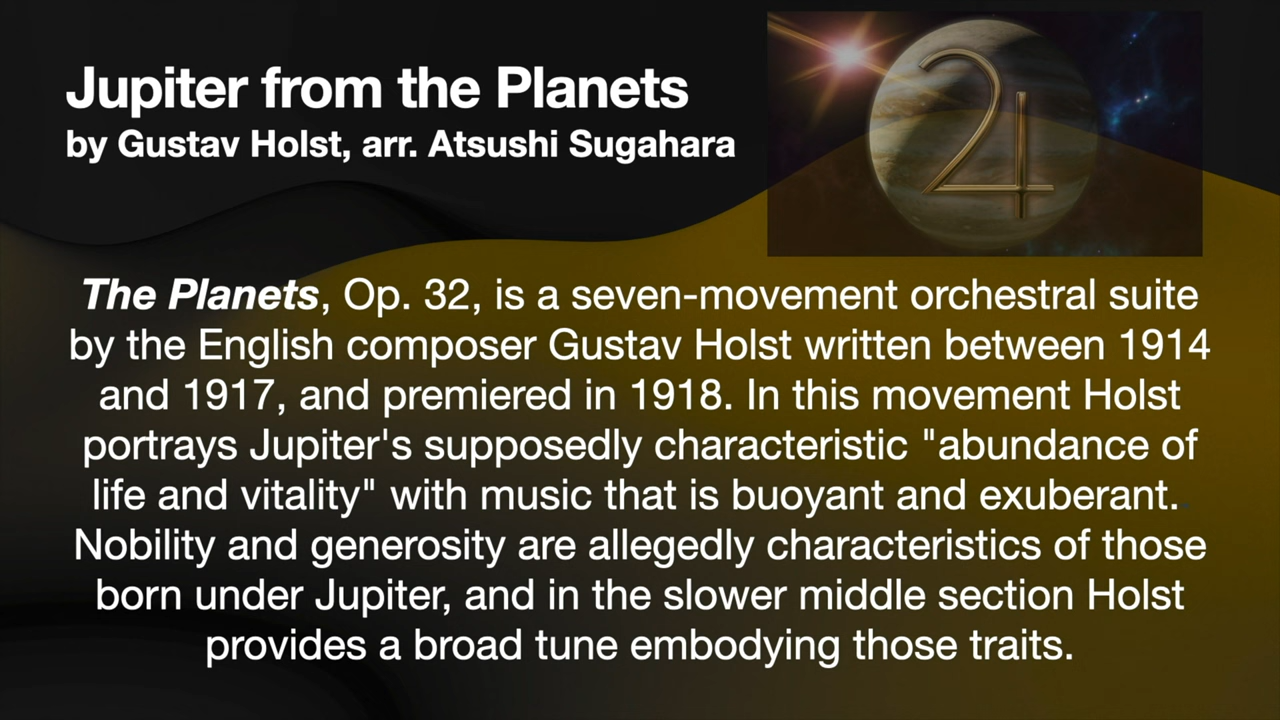 Jupiter from the Planets
by Gustav Holst, arr. Atsushi Sugahara
The Planets, Op. 32, is a seven-movement orchestral suite
by the English composer Gustav Holst written between 1914
and 1917, and premiered in 1918. In this movement Holst
portrays Jupiter's supposedly characteristic "abundance of
life and vitality" with music that is buoyant and exuberant.
Nobility and generosity are allegedly characteristics of those
born under Jupiter, and in the slower middle section Holst
provides a broad tune embodying those traits.